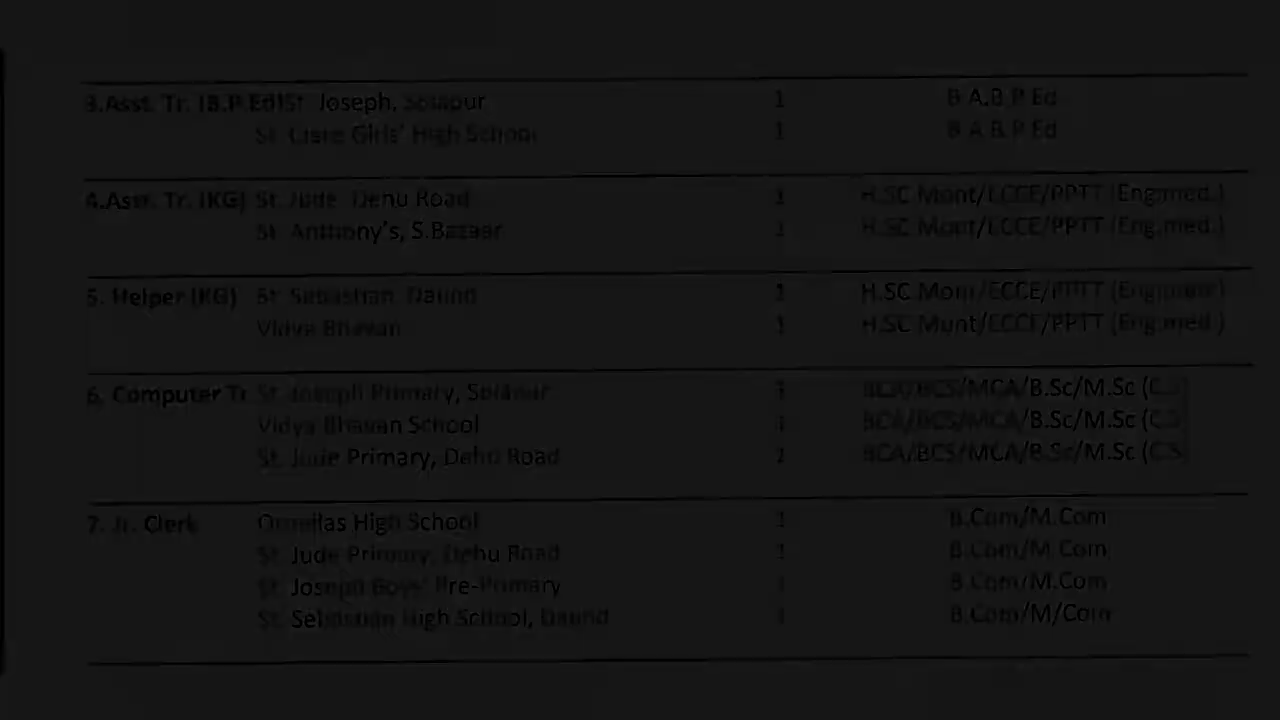 3.Asst. Tr. (B.P.Ed)St. Joseph, Solapur 1 B.A.B.P.Ed
St. Clare Girls' High School 1 B.A.B.P.Ed
4.Asst. Tr. (KG) St. Jude, Dehu Road 1 H.SC Mont/ECCE/PPTT (Eng.med.)
St. Anthony's, S.Bazaar 1 H.SC Mont/ECCE/PPTT (Eng.med.)
5. Helper (KG) St. Sebastian, Daund 1 H.SC Mont/ECCE/PPTT (Eng.med.)
Vidya Bhavan 1 H.SC Mont/ECCE/PPTT (Eng.med.)
6. Computer Tr. St. Joseph Primary, Solapur 1 BCA/BCS/MCA/B.Sc/M.Sc (C.S)
Vidya Bhavan School 1 BCA/BCS/MCA/B.Sc/M.Sc (C.S)
St. Jude Primary, Dehu Road 1 BCA/BCS/MCA/B.Sc/M.Sc (C.S)
7. Jr. Clerk Ornellas High School 1 B.Com/M.Com
St. Jude Primary, Dehu Road 1 B.Com/M.Com
St. Joseph Boys' Pre-Primary 1 B.Com/M.Com
St. Sebastian High School, Daund 1 B.Com/M/Com